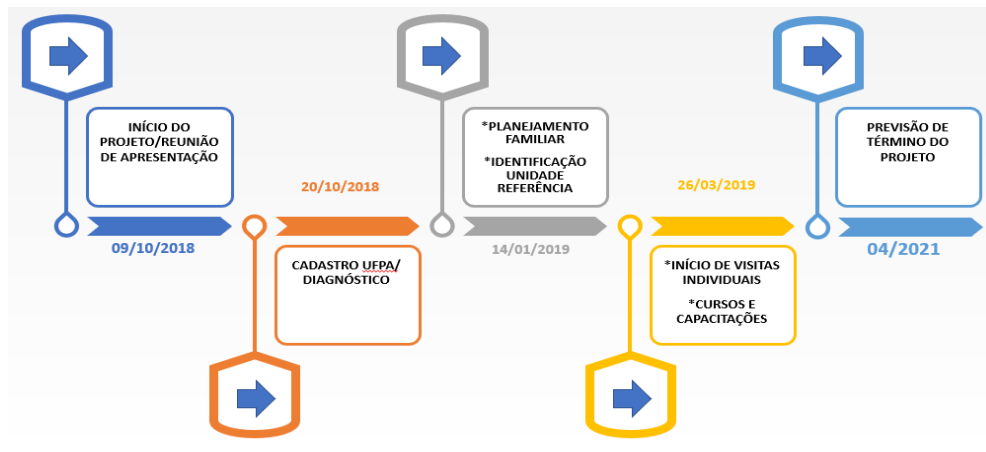 INÍCIO DO
PROJETO/REUNIÃO
DE APRESENTAÇÃO
09/10/2018
20/10/2018
CADASTRO UFPA/
DIAGNÓSTICO
*PLANEJAMENTO
FAMILIAR
*IDENTIFICAÇÃO
UNIDADE
REFERÊNCIA
14/01/2019
26/03/2019
*INÍCIO DE VISITAS
INDIVIDUAIS
*CURSOS E
CAPACITAÇÕES
PREVISÃO DE
TÉRMINO DO
PROJETO
04/2021